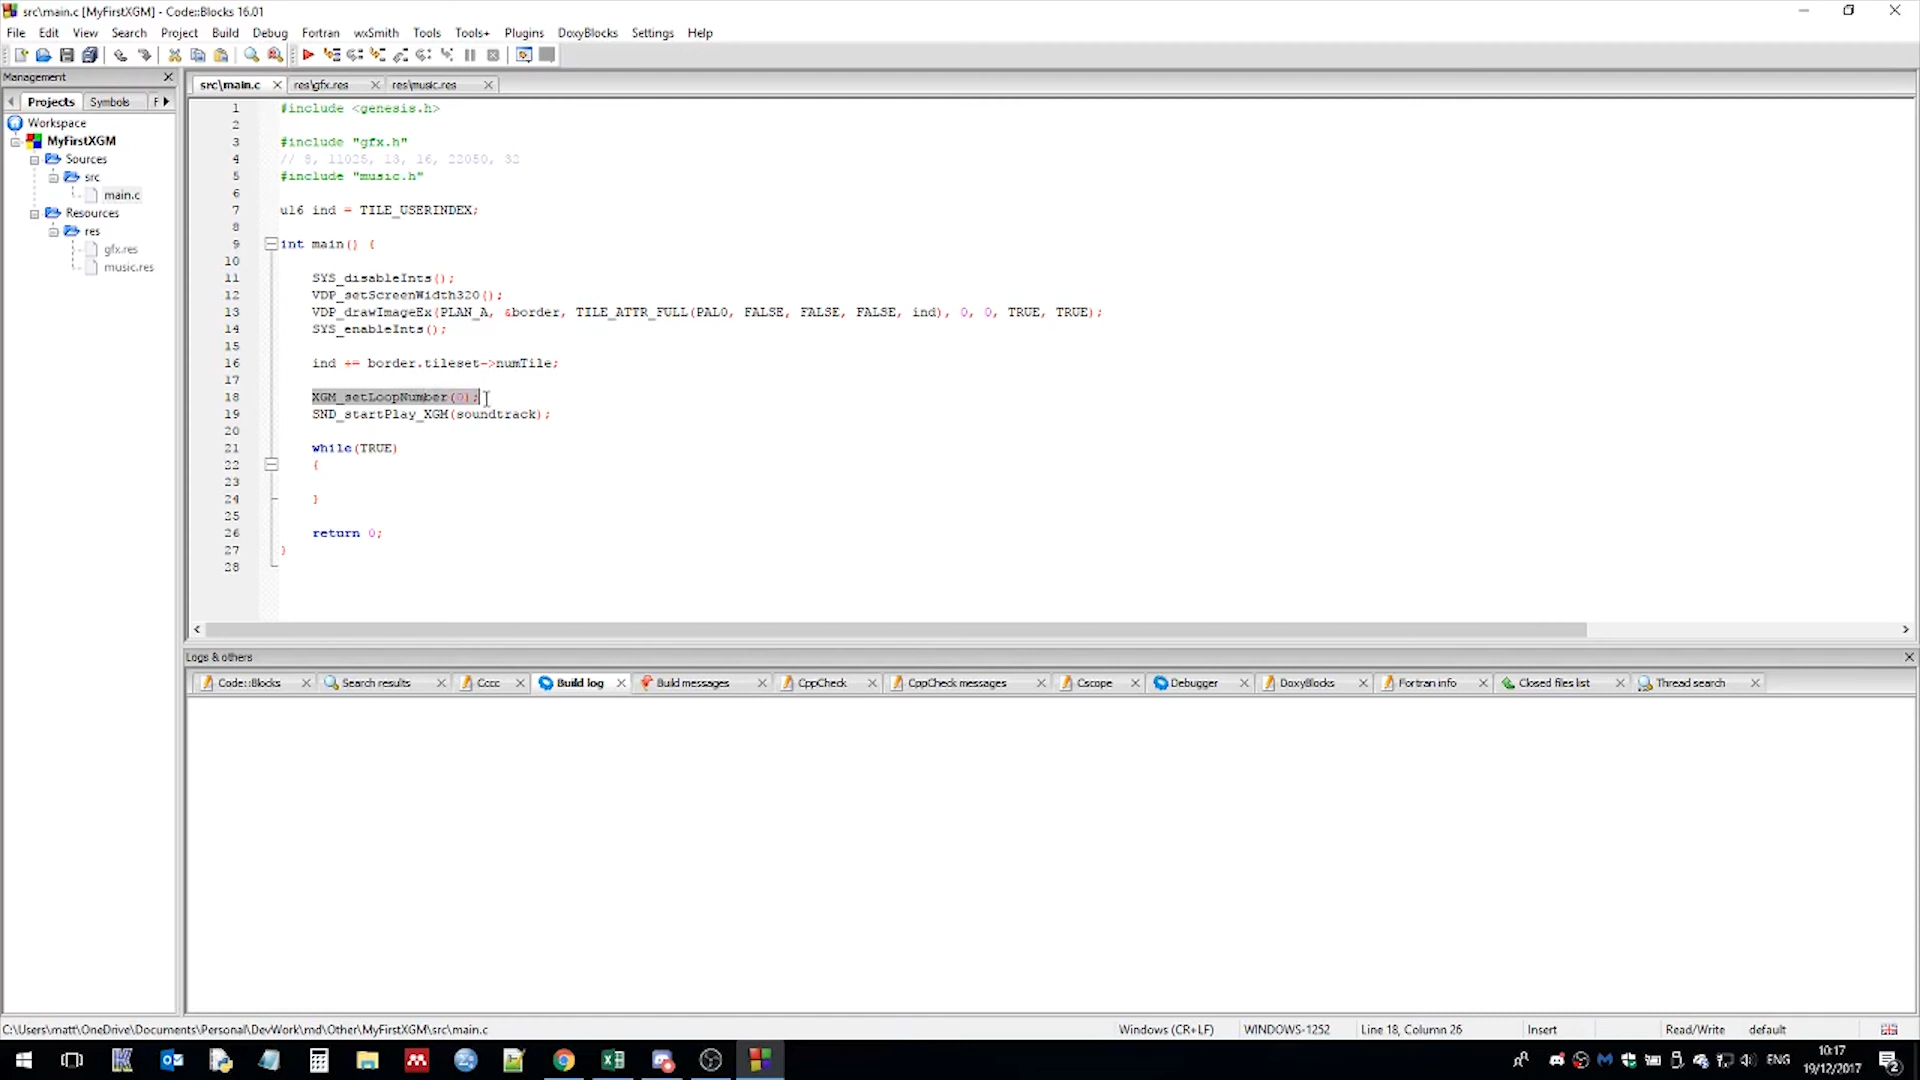 src\main.c [MyFirstXGM] - Code::Blocks 16.01
File Edit View Search Project Build Debug Fortran wxSmith Tools Tools+ Plugins DoxyBlocks Settings Help
Management
Projects Symbols F
Workspace
MyFirstXGM
Sources
src
main.c
Resources
res
gfx.res
music.res
src\main.c res\gfx.res res\music.res
1 #include <genesis.h>
2
3 #include "gfx.h"
4 // 8, 11025, 13, 16, 22050, 32
5 #include "music.h"
6
7 u16 ind = TILE_USERINDEX;
8
9 int main() {
10
11 SYS_disableInts();
12 VDP_setScreenWidth320();
13 VDP_drawImageEx(PLAN_A, &border, TILE_ATTR_FULL(PAL0, FALSE, FALSE, FALSE, ind), 0, 0, TRUE, TRUE);
14 SYS_enableInts();
15
16 ind += border.tileset->numTile;
17
18 XGM_setLoopNumber(0);
19 SND_startPlay_XGM(soundtrack);
20
21 while(TRUE)
22 {
23
24 }
25
26 return 0;
27 }
28
Logs & others
Code::Blocks Search results Cccc Build log Build messages CppCheck CppCheck messages Cscope Debugger DoxyBlocks Fortran info Closed files list Thread search
C:\Users\matt\OneDrive\Documents\Personal\DevWork\md\Other\MyFirstXGM\src\main.c Windows (CR+LF) WINDOWS-1252 Line 18, Column 26 Insert Read/Write default
ENG
10:17
19/12/2017
2